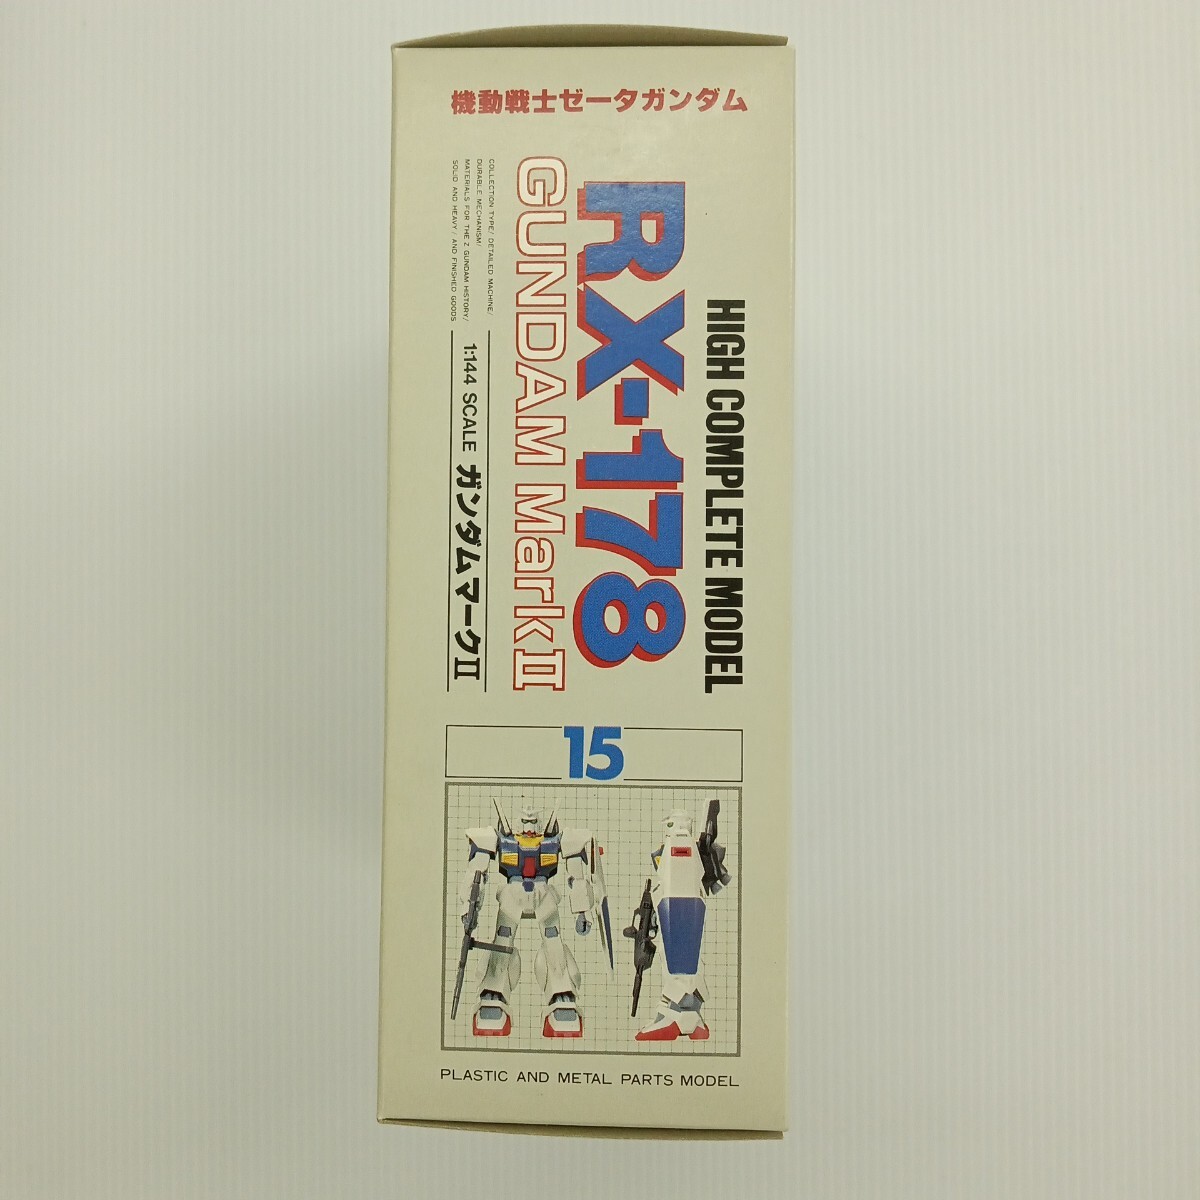 機動戦士ゼータガンダム
HIGH COMPLETE MODEL
RX-178
GUNDAM Mark II
COLLECTION TYPE/ DETAILED MACHINE/
DURABLE MECHANISM/
MATERIALS FOR THE Z GUNDAM HISTORY/
SOLID AND HEAVY/ AND FINISHED GOODS
1:144 SCALE ガンダムマークII
15
PLASTIC AND METAL PARTS MODEL